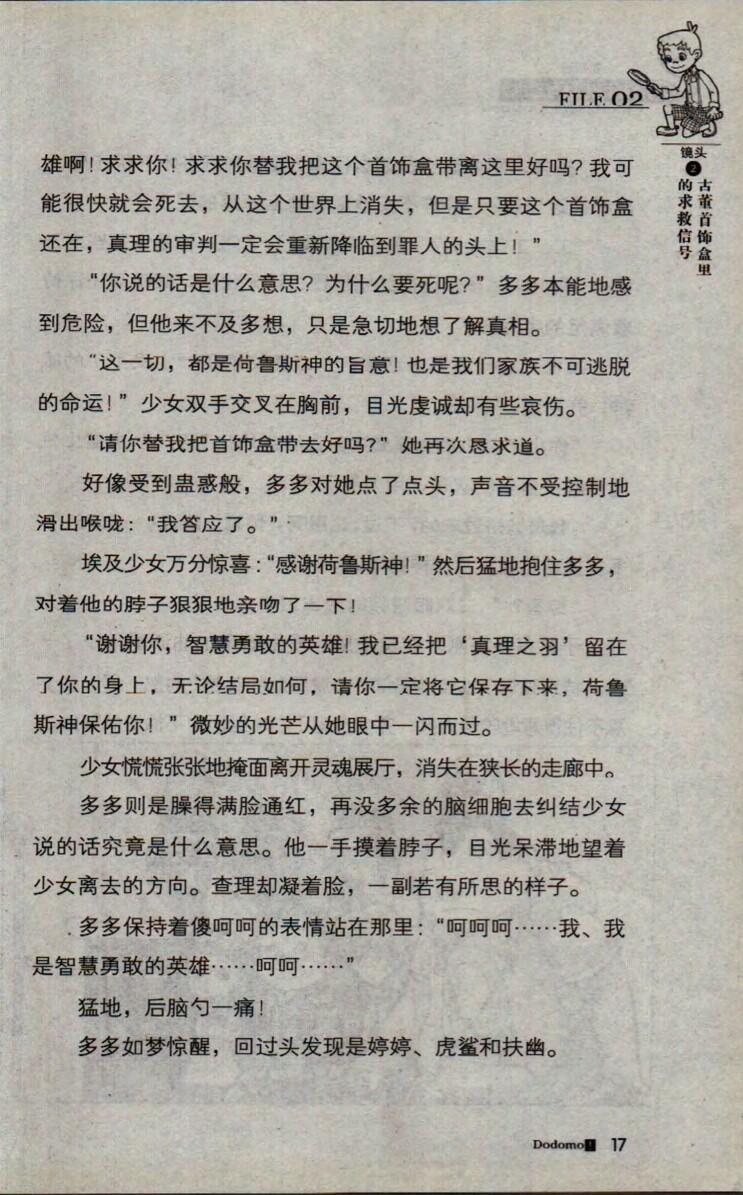 FILE 02
镜头
2
古董首饰盒里
的求救信号
雄啊！求求你！求求你替我把这个首饰盒带离这里好吗？我可
能很快就会死去，从这个世界上消失，但是只要这个首饰盒
还在，真理的审判一定会重新降临到罪人的头上！”
“你说的话是什么意思？为什么要死呢？”多多本能地感
到危险，但他来不及多想，只是急切地想了解真相。
“这一切，都是荷鲁斯神的旨意！也是我们家族不可逃脱
的命运！”少女双手交叉在胸前，目光虔诚却有些哀伤。
“请你替我把首饰盒带去好吗？”她再次恳求道。
好像受到蛊惑般，多多对她点了点头，声音不受控制地
滑出喉咙：“我答应了。”
埃及少女万分惊喜：“感谢荷鲁斯神！”然后猛地抱住多多，
对着他的脖子狠狠地亲吻了一下！
“谢谢你，智慧勇敢的英雄！我已经把‘真理之羽’留在
了你的身上，无论结局如何，请你一定将它保存下来，荷鲁
斯神保佑你！”微妙的光芒从她眼中一闪而过。
少女慌慌张张地掩面离开灵魂展厅，消失在狭长的走廊中。
多多则是臊得满脸通红，再没多余的脑细胞去纠结少女
说的话究竟是什么意思。他一手摸着脖子，目光呆滞地望着
少女离去的方向。查理却凝着脸，一副若有所思的样子。
多多保持着傻呵呵的表情站在那里：“呵呵呵……我、我
是智慧勇敢的英雄……呵呵……”
猛地，后脑勺一痛！
多多如梦惊醒，回过头发现是婷婷、虎鲨和扶幽。
Dodomo! 17